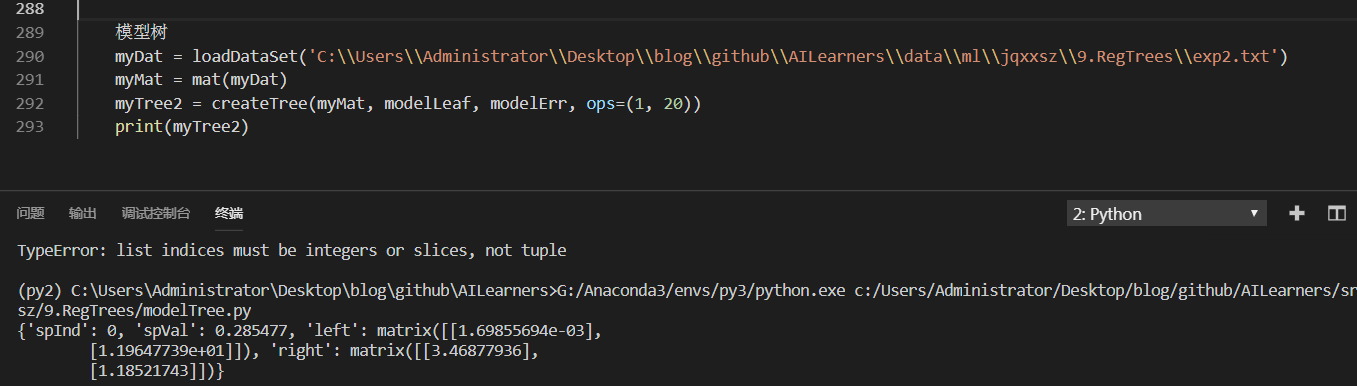 288
289 模型树
290 myDat = loadDataSet('C:\\Users\\Administrator\\Desktop\\blog\\github\\AILearners\\data\\ml\\jqxxsz\\9.RegTrees\\exp2.txt')
291 myMat = mat(myDat)
292 myTree2 = createTree(myMat, modelLeaf, modelErr, ops=(1, 20))
293 print(myTree2)
问题 输出 调试控制台 终端 2: Python
TypeError: list indices must be integers or slices, not tuple
(py2) C:\Users\Administrator\Desktop\blog\github\AILearners>G:/Anaconda3/envs/py3/python.exe c:/Users/Administrator/Desktop/blog/github/AILearners/sr
sz/9.RegTrees/modelTree.py
{'spInd': 0, 'spVal': 0.285477, 'left': matrix([[1.69855694e-03],
[1.19647739e+01]]), 'right': matrix([[3.46877936],
[1.18521743]])}